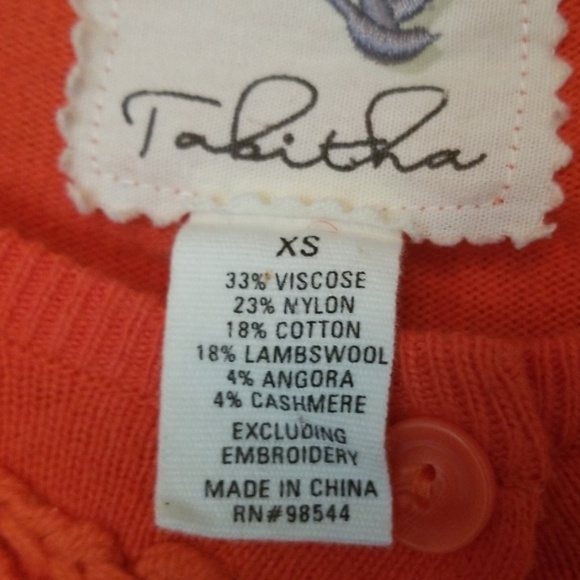 Tabitha
XS
33% VISCOSE
23% NYLON
18% COTTON
18% LAMBSWOOL
4% ANGORA
4% CASHMERE
EXCLUDING
EMBROIDERY
MADE IN CHINA
RN#98544